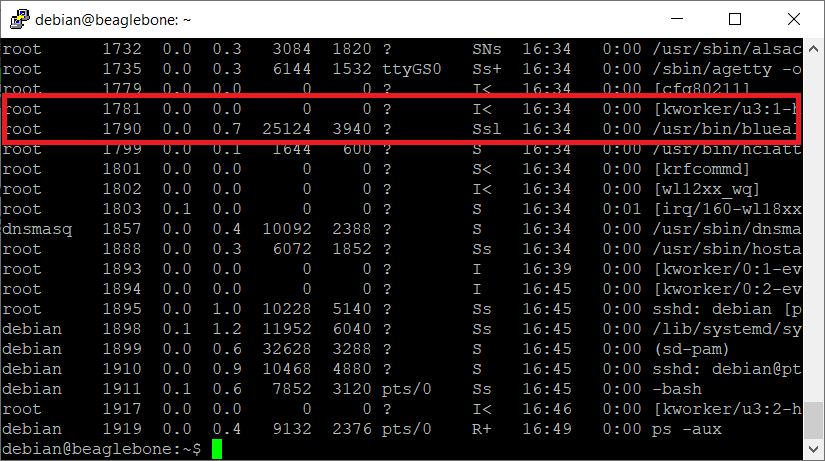 debian@beaglebone: ~
root 1732 0.0 0.3 3084 1820 ? SNs 16:34 0:00 /usr/sbin/alsac
root 1735 0.0 0.3 6144 1532 ttyGS0 Ss+ 16:34 0:00 /sbin/agetty -o
root 1779 0.0 0.0 0 0 ? I< 16:34 0:00 [cfg80211]
root 1781 0.0 0.0 0 0 ? I< 16:34 0:00 [kworker/u3:1-h
root 1790 0.0 0.7 25124 3940 ? Ssl 16:34 0:00 /usr/bin/blueal
root 1799 0.0 0.1 1644 600 ? S 16:34 0:00 /usr/bin/hciatt
root 1801 0.0 0.0 0 0 ? S< 16:34 0:00 [krfcommd]
root 1802 0.0 0.0 0 0 ? I< 16:34 0:00 [wl12xx_wq]
root 1803 0.1 0.0 0 0 ? S 16:34 0:01 [irq/160-wl18xx
dnsmasq 1857 0.0 0.4 10092 2388 ? S 16:34 0:00 /usr/sbin/dnsma
root 1888 0.0 0.3 6072 1852 ? Ss 16:34 0:00 /usr/sbin/hosta
root 1893 0.0 0.0 0 0 ? I 16:39 0:00 [kworker/0:1-ev
root 1894 0.0 0.0 0 0 ? I 16:45 0:00 [kworker/0:2-ev
root 1895 0.0 1.0 10228 5140 ? Ss 16:45 0:00 sshd: debian [p
debian 1898 0.1 1.2 11952 6040 ? Ss 16:45 0:00 /lib/systemd/sy
debian 1899 0.0 0.6 32628 3288 ? S 16:45 0:00 (sd-pam)
debian 1910 0.0 0.9 10468 4880 ? S 16:45 0:00 sshd: debian@pt
debian 1911 0.1 0.6 7852 3120 pts/0 Ss 16:45 0:00 -bash
root 1917 0.0 0.0 0 0 ? I< 16:46 0:00 [kworker/u3:2-h
debian 1919 0.0 0.4 9132 2376 pts/0 R+ 16:49 0:00 ps -aux
debian@beaglebone:~$